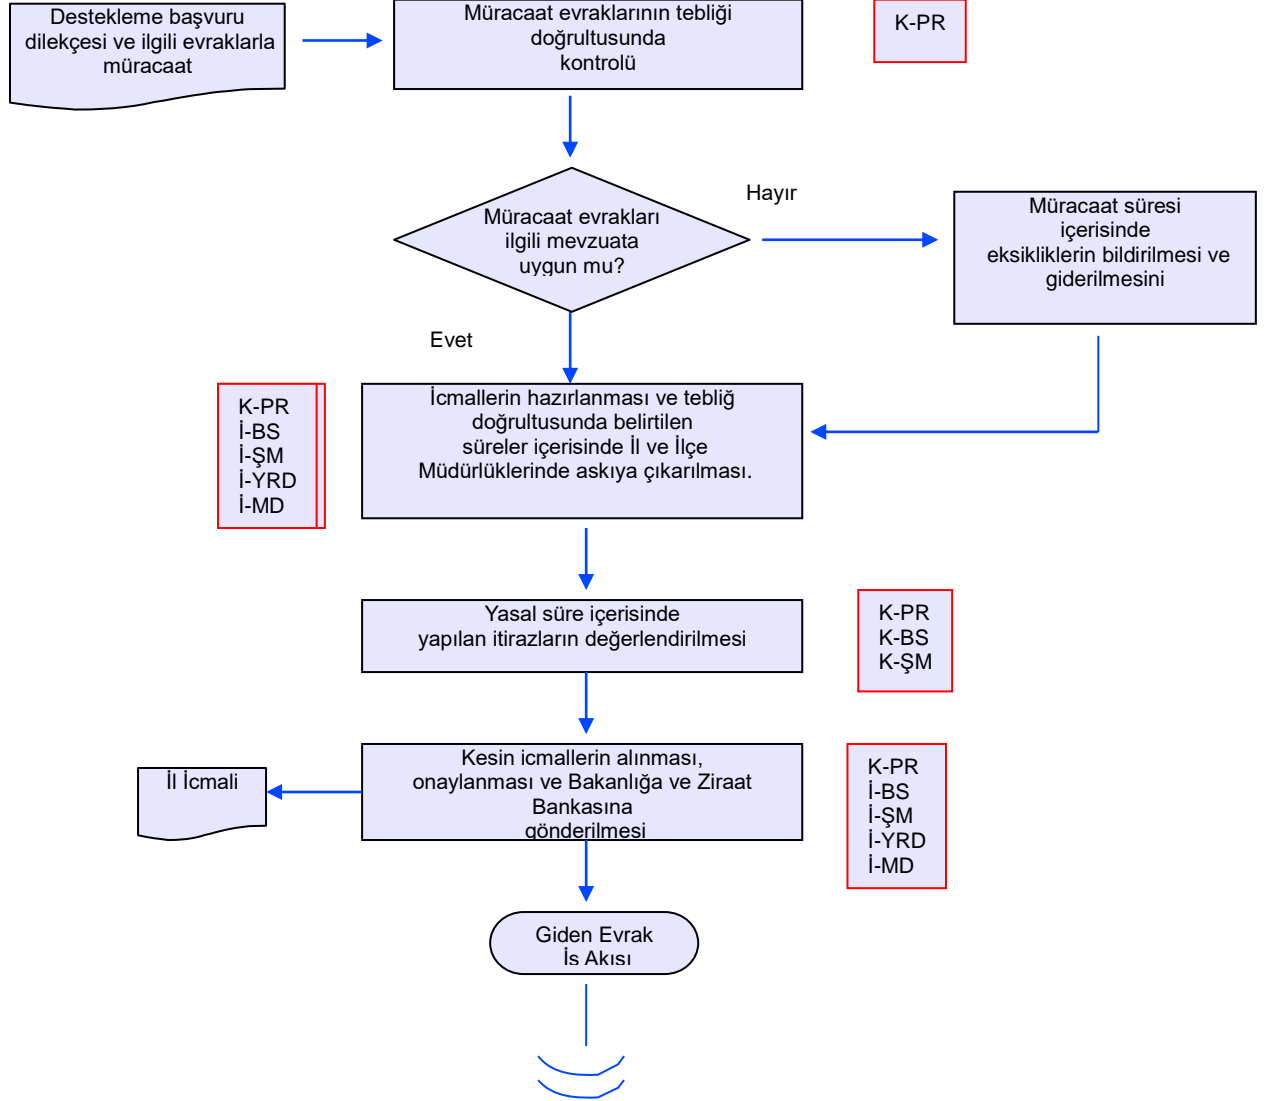 Destekleme başvuru
dilekçesi ve ilgili evraklarla
müracaat
Müracaat evraklarının tebliği
doğrultusunda
kontrolü
K-PR
Müracaat evrakları
ilgili mevzuata
uygun mu?
Hayır
Müracaat süresi
içerisinde
eksikliklerin bildirilmesi ve
giderilmesini
Evet
K-PR
İ-BS
İ-ŞM
İ-YRD
İ-MD
İcmallerin hazırlanması ve tebliğ
doğrultusunda belirtilen
süreler içerisinde İl ve İlçe
Müdürlüklerinde askıya çıkarılması.
Yasal süre içerisinde
yapılan itirazların değerlendirilmesi
K-PR
K-BS
K-ŞM
İl İcmali
Kesin icmallerin alınması,
onaylanması ve Bakanlığa ve Ziraat
Bankasına
gönderilmesi
K-PR
İ-BS
İ-ŞM
İ-YRD
İ-MD
Giden Evrak
İş Akışı